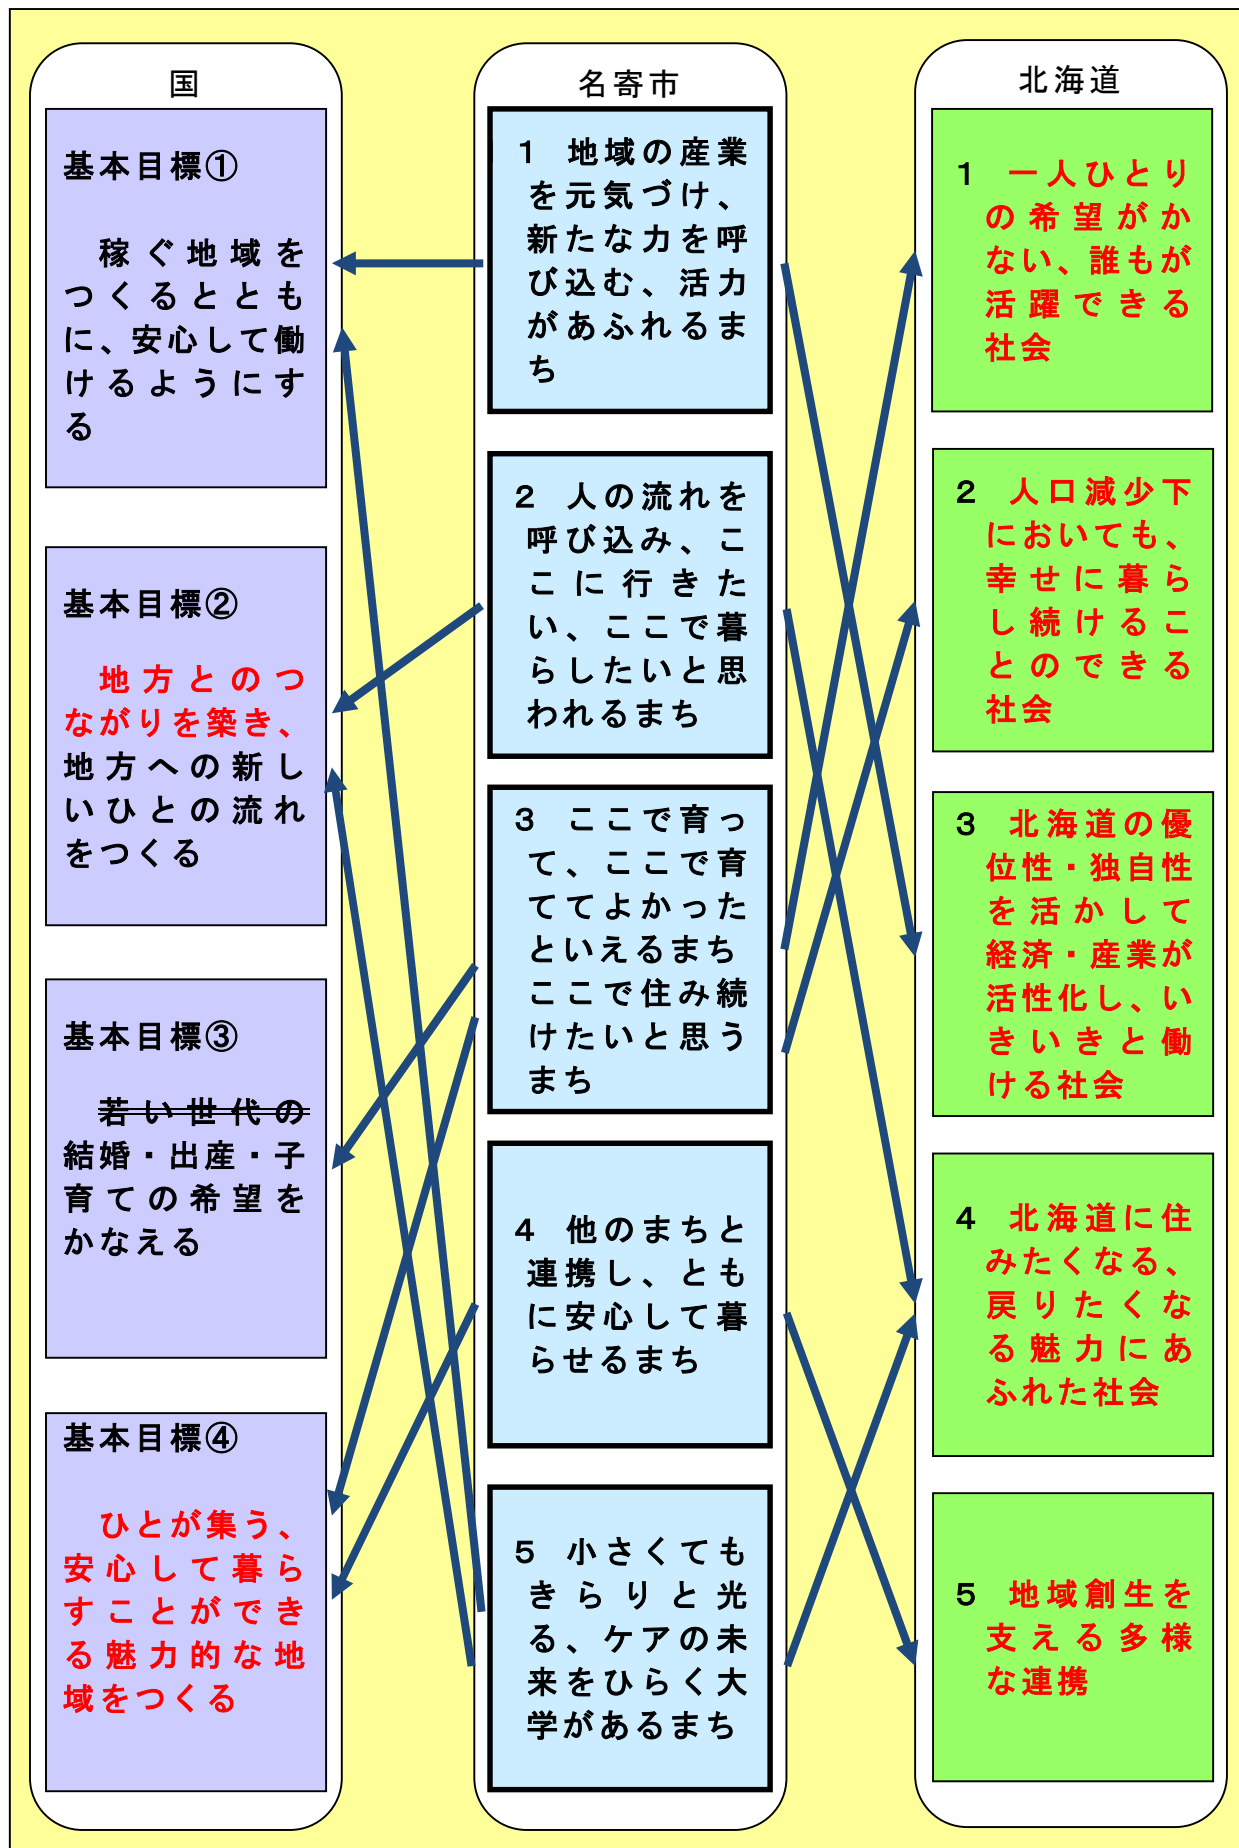 国
基本目標①
稼ぐ地域を
つくるととも
に、安心して働
けるようにす
る
基本目標②
地方とのつ
ながりを築き、
地方への新し
いひとの流れ
をつくる
基本目標③
若い世代の
結婚・出産・子
育ての希望を
かなえる
基本目標④
ひとが集う、
安心して暮ら
すことができ
る魅力的な地
域をつくる
名寄市
1 地域の産業
を元気づけ、
新たな力を呼
び込む、活力
があふれるま
ち
2 人の流れを
呼び込み、こ
こに行きた
い、ここで暮
らしたいと思
われるまち
3 ここで育っ
て、ここで育
ててよかった
といえるまち
ここで住み続
けたいと思う
まち
4 他のまちと
連携し、とも
に安心して暮
らせるまち
5 小さくても
きらりと光
る、ケアの未
来をひらく大
学があるまち
北海道
1 一人ひとり
の希望がか
ない、誰もが
活躍できる
社会
2 人口減少下
においても、
幸せに暮ら
し続けるこ
とのできる
社会
3 北海道の優
位性・独自性
を活かして
経済・産業が
活性化し、い
きいきと働
ける社会
4 北海道に住
みたくなる、
戻りたくな
る魅力にあ
ふれた社会
5 地域創生を
支える多様
な連携